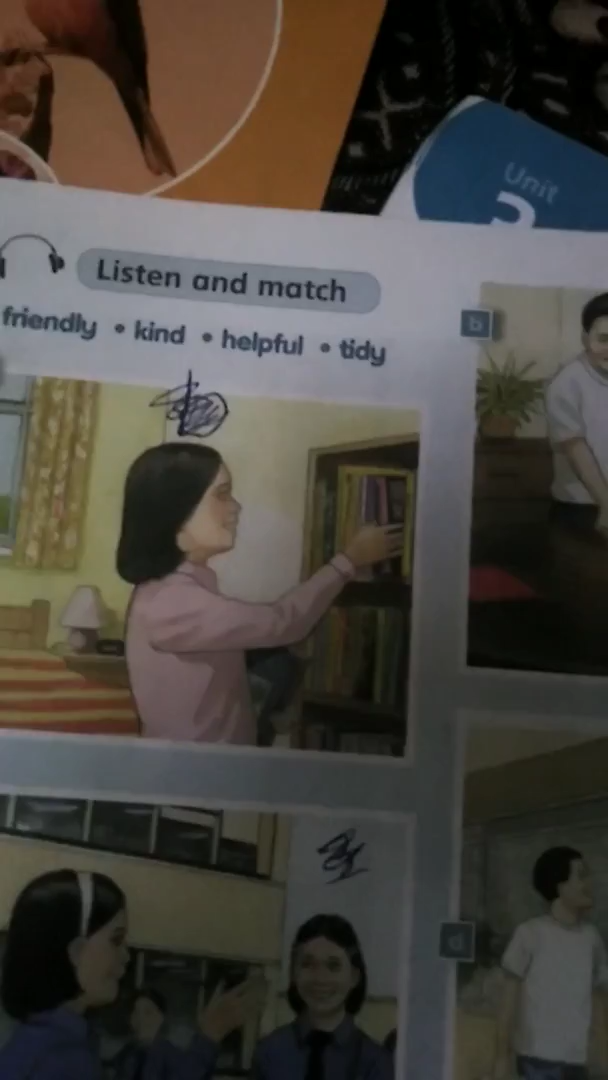 Unit
Listen and match
friendly • kind • helpful • tidy
b
d